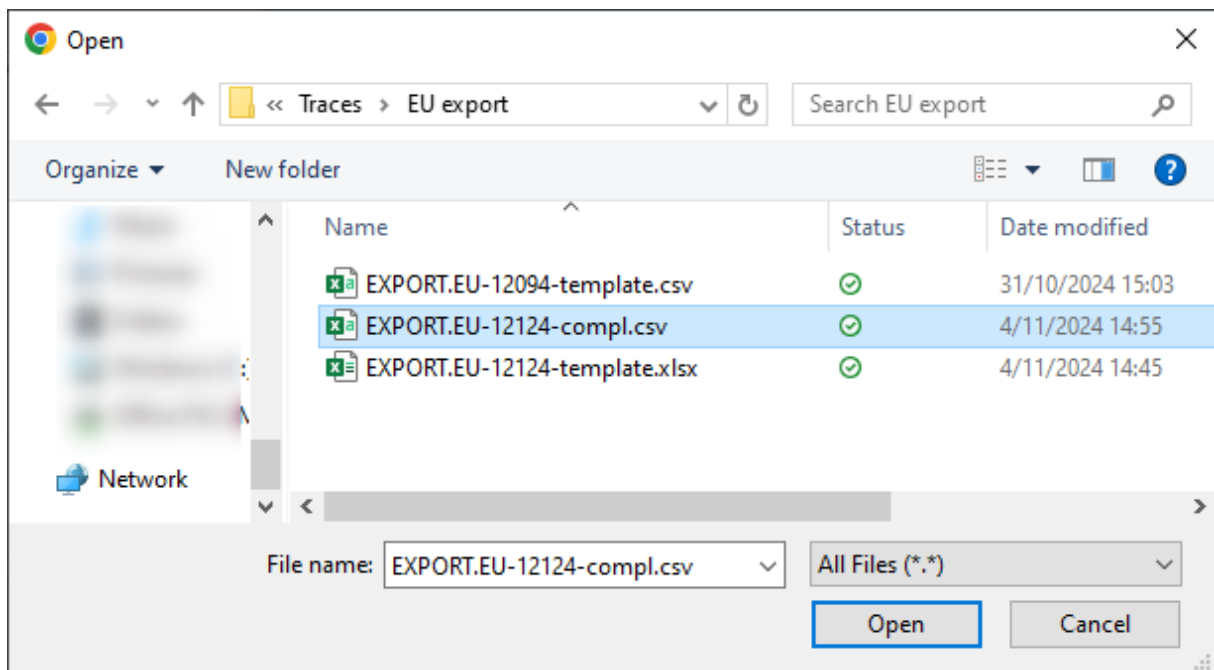 Open
« Traces › EU export
Search EU export
Organize New folder
Name Status Date modified
EXPORT.EU-12094-template.csv 31/10/2024 15:03
EXPORT.EU-12124-compl.csv 4/11/2024 14:55
EXPORT.EU-12124-template.xlsx 4/11/2024 14:45
Network
File name: EXPORT.EU-12124-compl.csv All Files (*.*)
Open Cancel